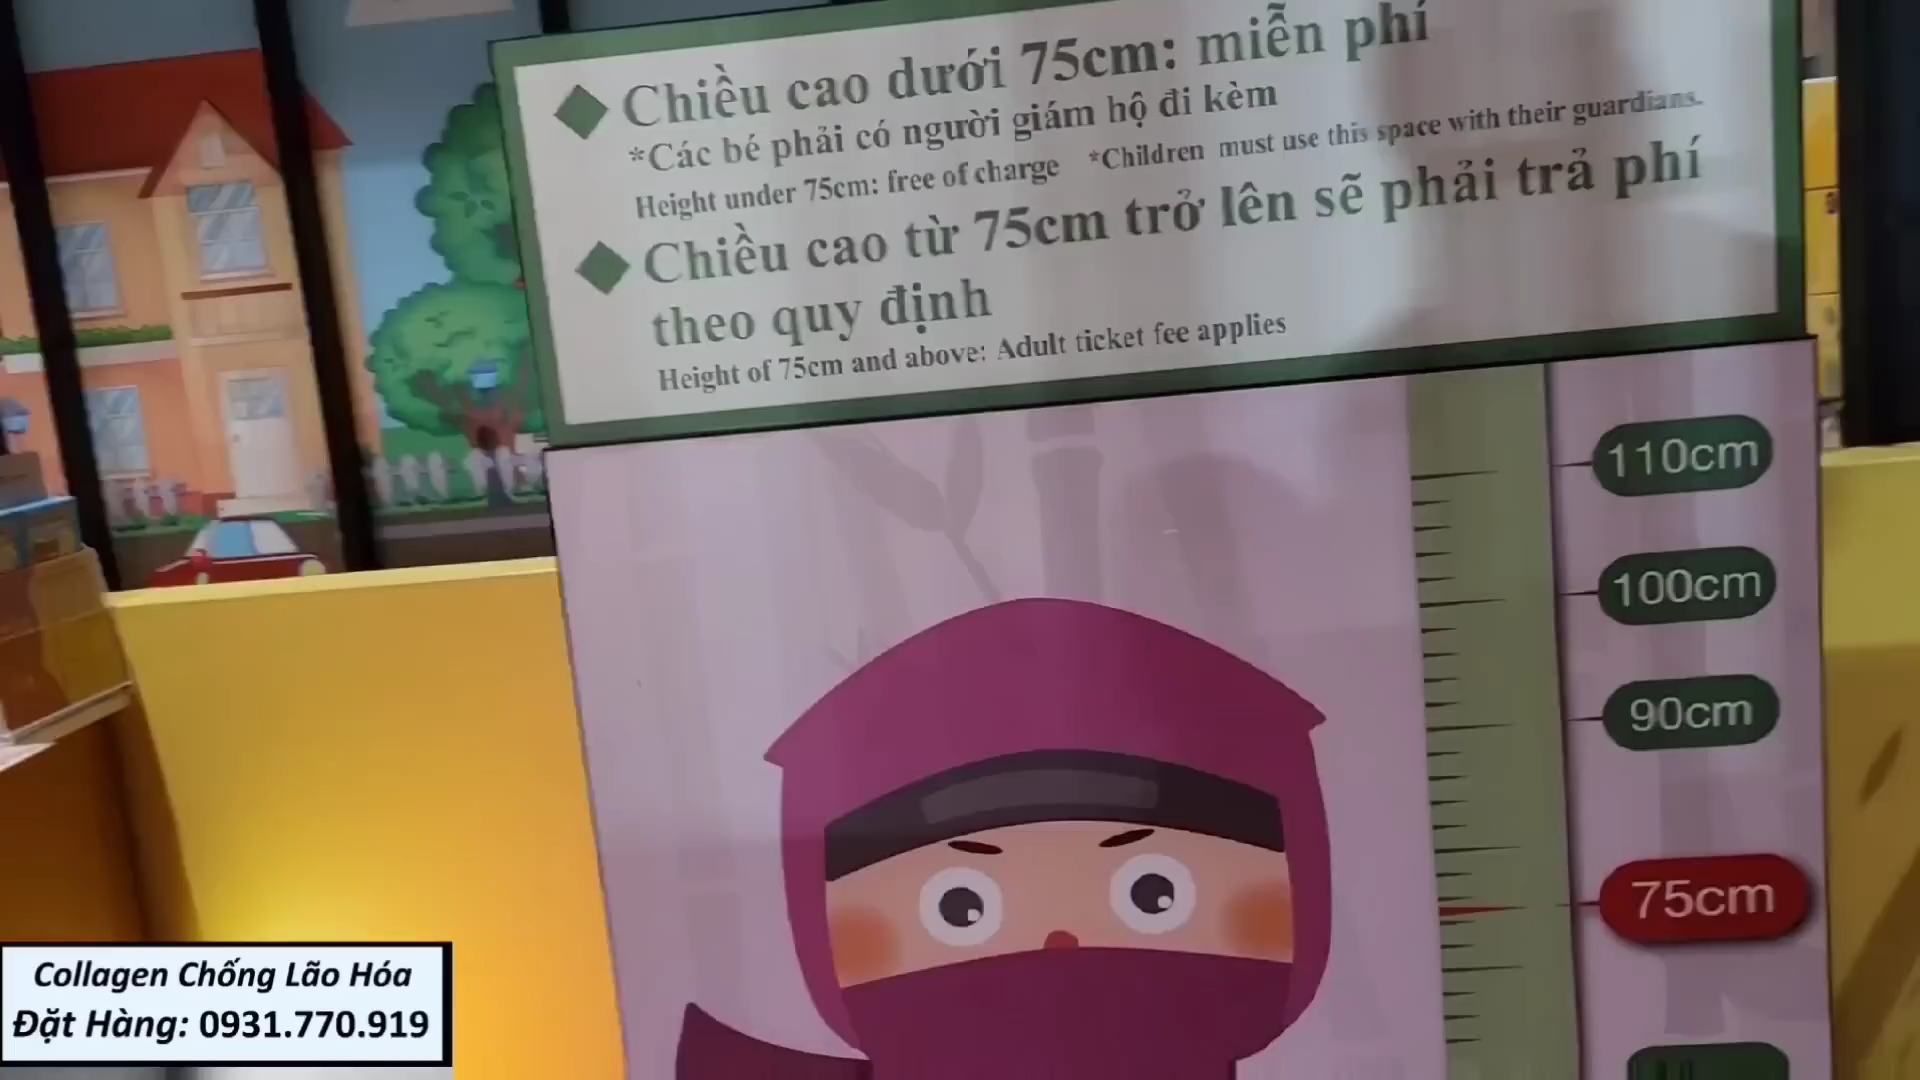 Chiều cao dưới 75cm: miễn phí
*Các bé phải có người giám hộ đi kèm
Height under 75cm: free of charge *Children must use this space with their guardians.
Chiều cao từ 75cm trở lên sẽ phải trả phí
theo quy định
Height of 75cm and above: Adult ticket fee applies
110cm
100cm
90cm
75cm
Collagen Chống Lão Hóa
Đặt Hàng: 0931.770.919